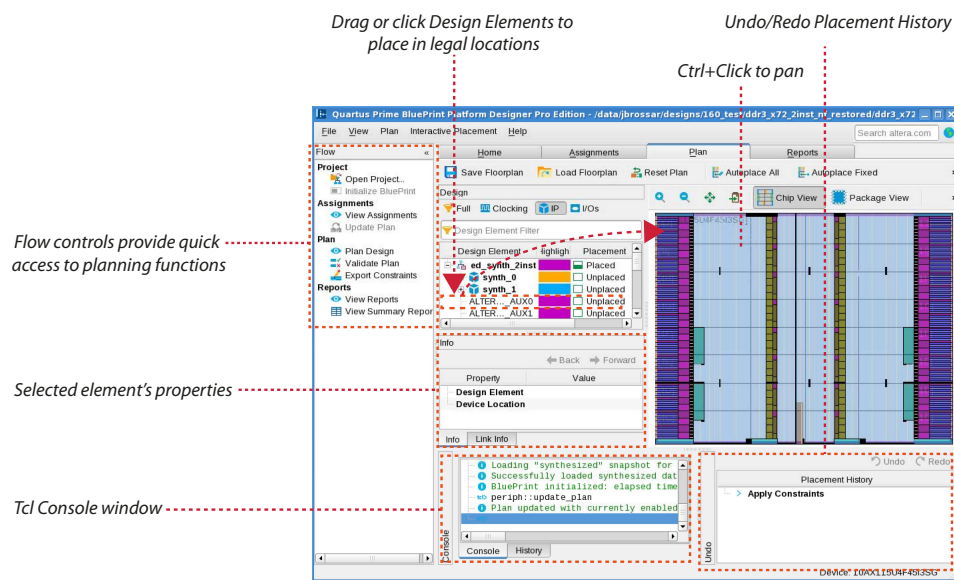 Drag or click Design Elements to
place in legal locations
Undo/Redo Placement History
Ctrl+Click to pan
Quartus Prime BluePrint Platform Designer Pro Edition - /data/jbrossar/designs/160_test/ddr3_x72_2inst_nf_restored/ddr3_x72
File View Plan Interactive Placement Help
Search altera.com
Flow «
Home Assignments Plan Reports
Project
Open Project...
Initialize BluePrint
Assignments
View Assignments
Update Plan
Plan
Plan Design
Validate Plan
Export Constraints
Reports
View Reports
View Summary Repor
Save Floorplan Load Floorplan Reset Plan Autoplace All Autoplace Fixed
Design
Full Clocking IP I/Os
Design Element Filter
Chip View Package View
Design Element Highligh Placement
ed_synth_2inst Placed
synth_0 Unplaced
synth_1 Unplaced
ALTER..._AUX0 Unplaced
ALTER..._AUX1 Unplaced
Flow controls provide quick
access to planning functions
Info
Back Forward
Property Value
Design Element
Device Location
Info Link Info
Selected element's properties
Tcl Console window
Console
Loading "synthesized" snapshot for
Successfully loaded synthesized dat
BluePrint initialized: elapsed time
tcl> periph::update_plan
Plan updated with currently enabled
Console History
Undo
Undo Redo
Placement History
> Apply Constraints
Device: 10AX115U4F45I3SG